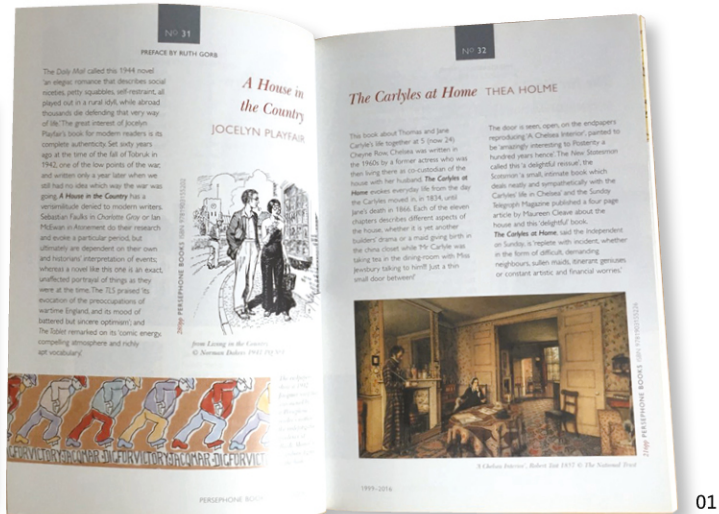 Nº 31
PREFACE BY RUTH GORB
The Daily Mail called this 1944 novel
'an elegiac romance that describes social
niceties, petty squabbles, self-restraint, all
played out in a rural idyll, while abroad
thousands die defending that very way
of life.' The great interest of Jocelyn
Playfair's book for modern readers is its
complete authenticity. Set sixty years
ago at the time of the fall of Tobruk in
1942, one of the low points of the war,
and written only a year later when we
still had no idea which way the war was
going, A House in the Country has a
verisimilitude denied to modern writers.
Sebastian Faulks in Charlotte Gray or Ian
McEwan in Atonement do their research
and evoke a particular period, but
ultimately are dependent on their own
and historians' interpretation of events;
whereas a novel like this one is an exact,
unaffected portrayal of things as they
were at the time. The TLS praised 'its
evocation of the preoccupations of
wartime England, and its mood of
battered but sincere optimism'; and
The Tablet remarked on its 'comic energy,
compelling atmosphere and richly
apt vocabulary.'
A House in
the Country
JOCELYN PLAYFAIR
PERSEPHONE BOOKS
from Living in the Country
DIG FOR VICTORY · JACQMAR · DIG FOR VICTORY · JACQMAR · DIG FOR VICT
PERSEPHONE BOOK
Nº 32
The Carlyles at Home THEA HOLME
This book about Thomas and Jane
Carlyle's life together at 5 (now 24)
Cheyne Row, Chelsea was written in
the 1960s by a former actress who was
then living there as co-custodian of the
house with her husband. The Carlyles at
Home evokes everyday life from the day
the Carlyles moved in, in 1834, until
Jane's death in 1866. Each of the eleven
chapters describes different aspects of
the house, whether it is yet another
builders' drama or a maid giving birth in
the china closet while 'Mr Carlyle was
taking tea in the dining-room with Miss
Jewsbury talking to him!!! Just a thin
small door between!'
The door is seen, open, on the endpapers
reproducing 'A Chelsea Interior', painted to
be 'amazingly interesting to Posterity a
hundred years hence'. The New Statesman
called this 'a delightful reissue', the
Scotsman 'a small, intimate book which
deals neatly and sympathetically with the
Carlyles' life in Chelsea' and the Sunday
Telegraph Magazine published a four page
article by Maureen Cleave about the
house and this 'delightful' book.
The Carlyles at Home, said the Independent
on Sunday, is 'replete with incident, whether
in the form of difficult, demanding
neighbours, sullen maids, itinerant geniuses
or constant artistic and financial worries.'
PERSEPHONE BOOKS
'A Chelsea Interior', Robert Tait 1857 © The National Trust
1999-2016
01